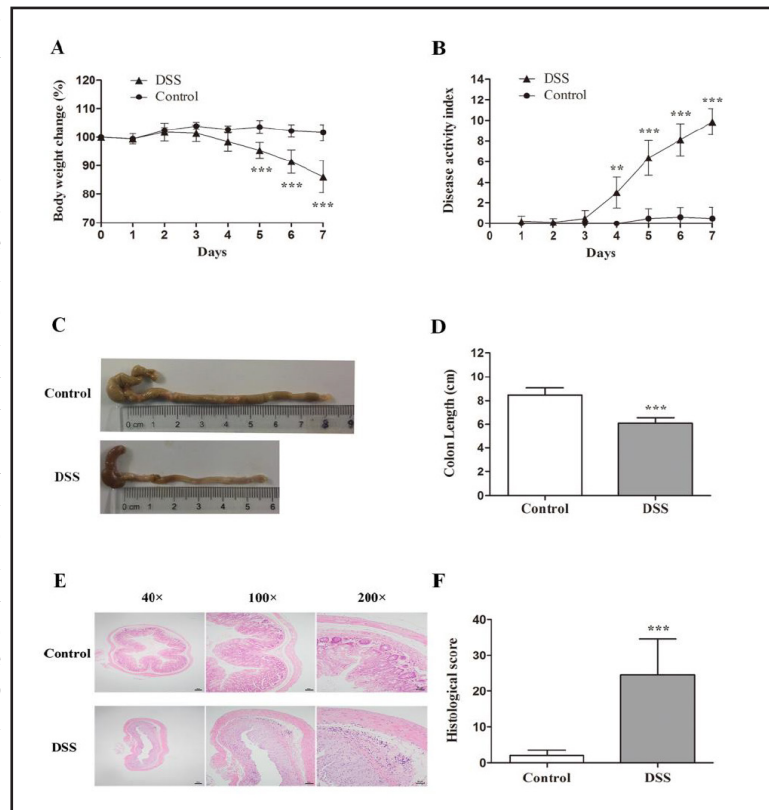 A
Body weight change (%)
120
110
100
90
80
70
DSS
Control
***
***
***
0 1 2 3 4 5 6 7
Days
B
Disease activity index
14
12
10
8
6
4
2
0
DSS
Control
**
***
***
***
0 1 2 3 4 5 6 7
Days
C
Control
0 cm 1 2 3 4 5 6 7 8 9
DSS
0 cm 1 2 3 4 5 6
D
Colon Length (cm)
12
10
8
6
4
2
0
***
Control DSS
E
40× 100× 200×
Control
DSS
F
Histological score
40
30
20
10
0
***
Control DSS